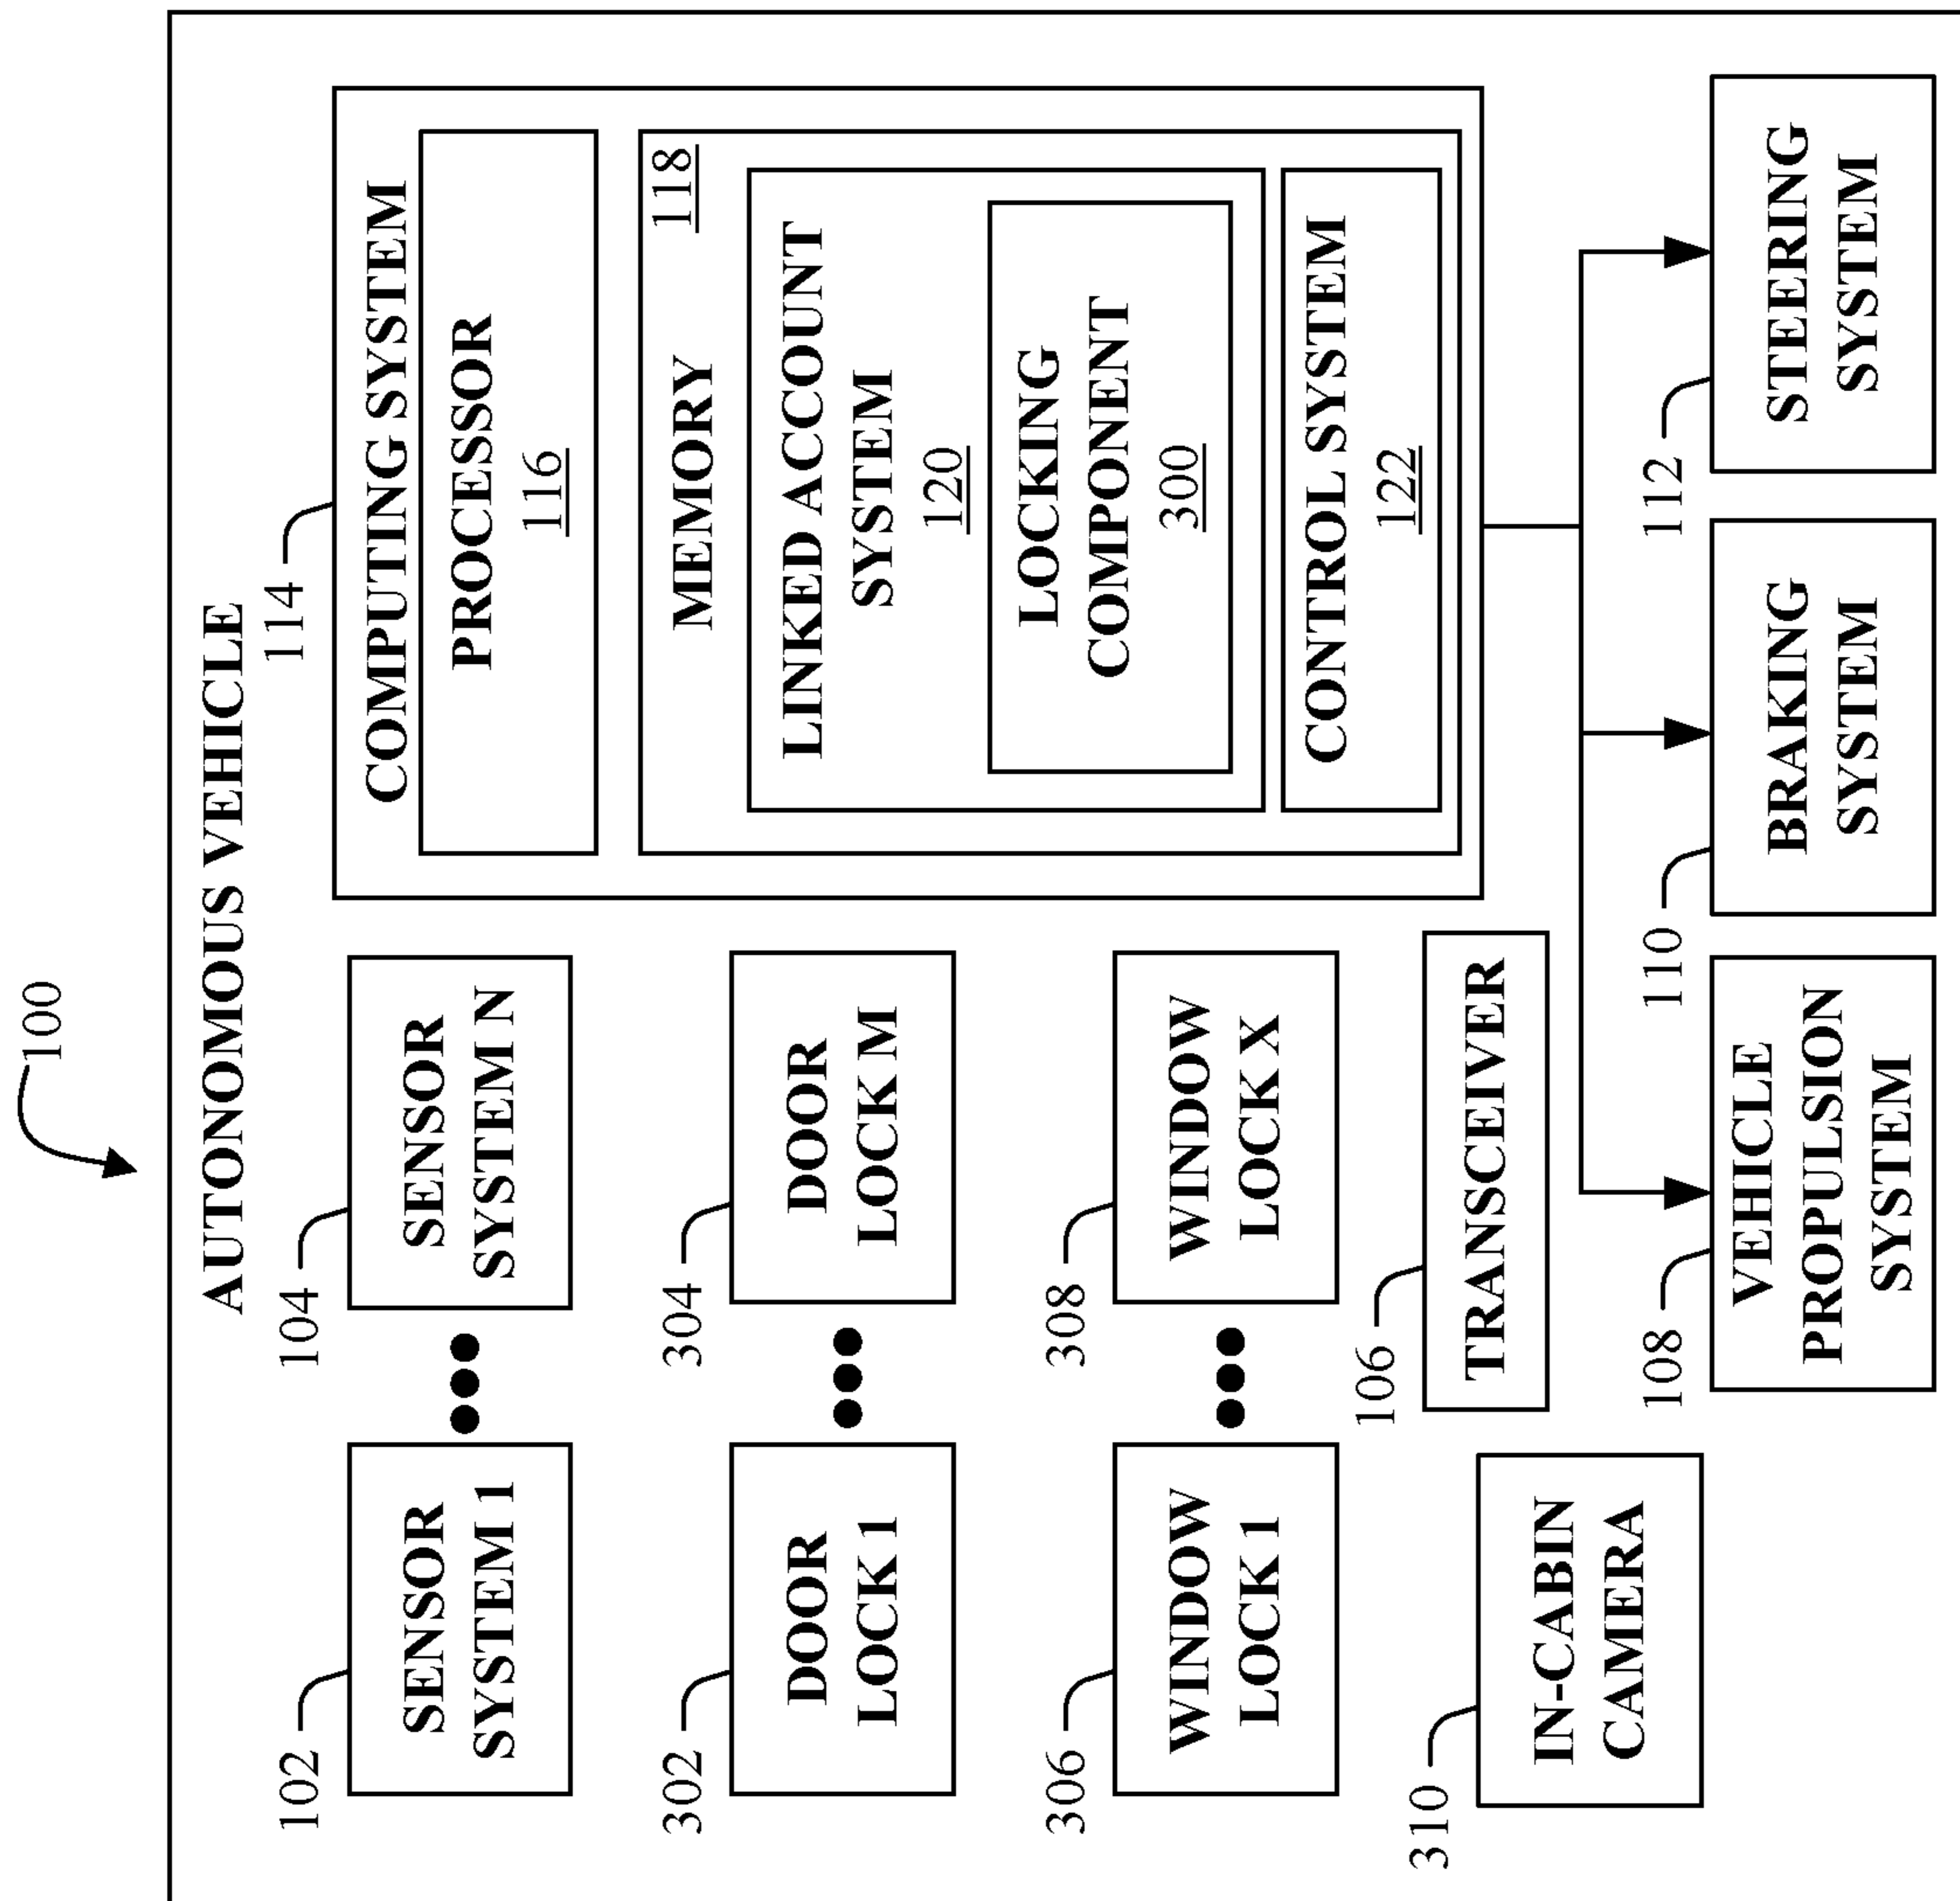 100
AUTONOMOUS VEHICLE
102
SENSOR
SYSTEM 1
104
SENSOR
SYSTEM N
302
DOOR
LOCK 1
304
DOOR
LOCK M
306
WINDOW
LOCK 1
308
WINDOW
LOCK X
310
IN-CABIN
CAMERA
106
TRANSCEIVER
114
COMPUTING SYSTEM
PROCESSOR
116
MEMORY
118
LINKED ACCOUNT
SYSTEM
120
LOCKING
COMPONENT
300
CONTROL SYSTEM
122
108
VEHICLE
PROPULSION
SYSTEM
110
BRAKING
SYSTEM
112
STEERING
SYSTEM